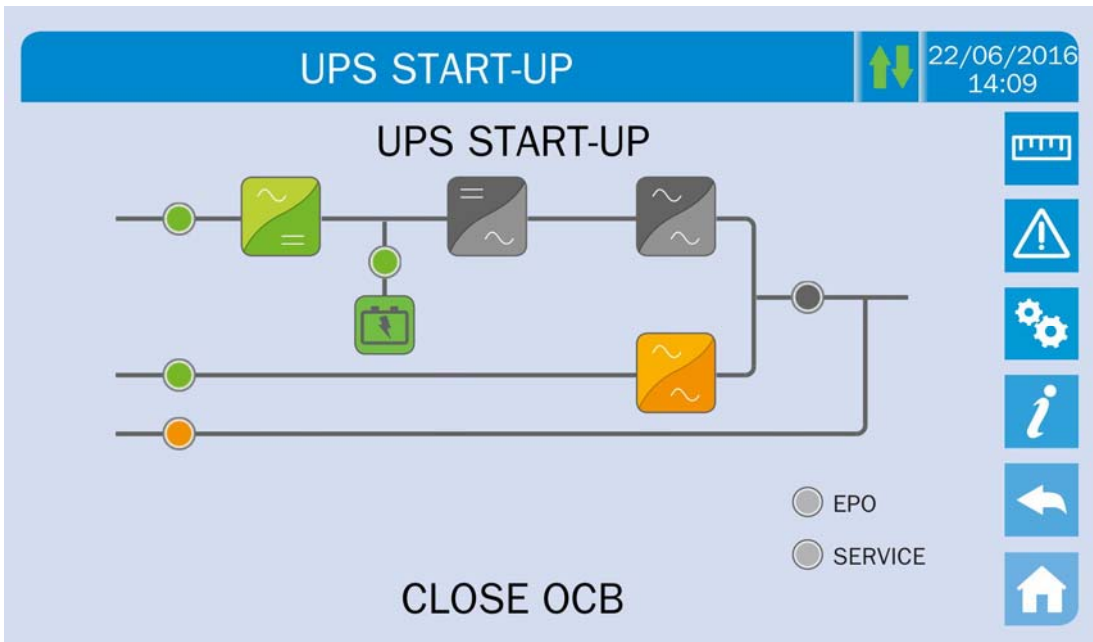 UPS START-UP
22/06/2016
14:09
UPS START-UP
EPO
SERVICE
CLOSE OCB